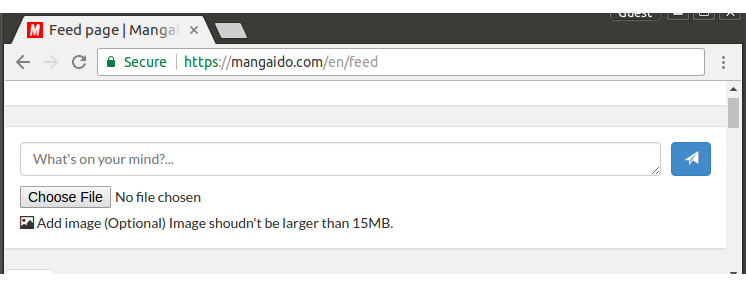 Guest
M Feed page | Mangai
Secure https://mangaido.com/en/feed
What's on your mind?...
Choose File No file chosen
Add image (Optional) Image shoudn't be larger than 15MB.